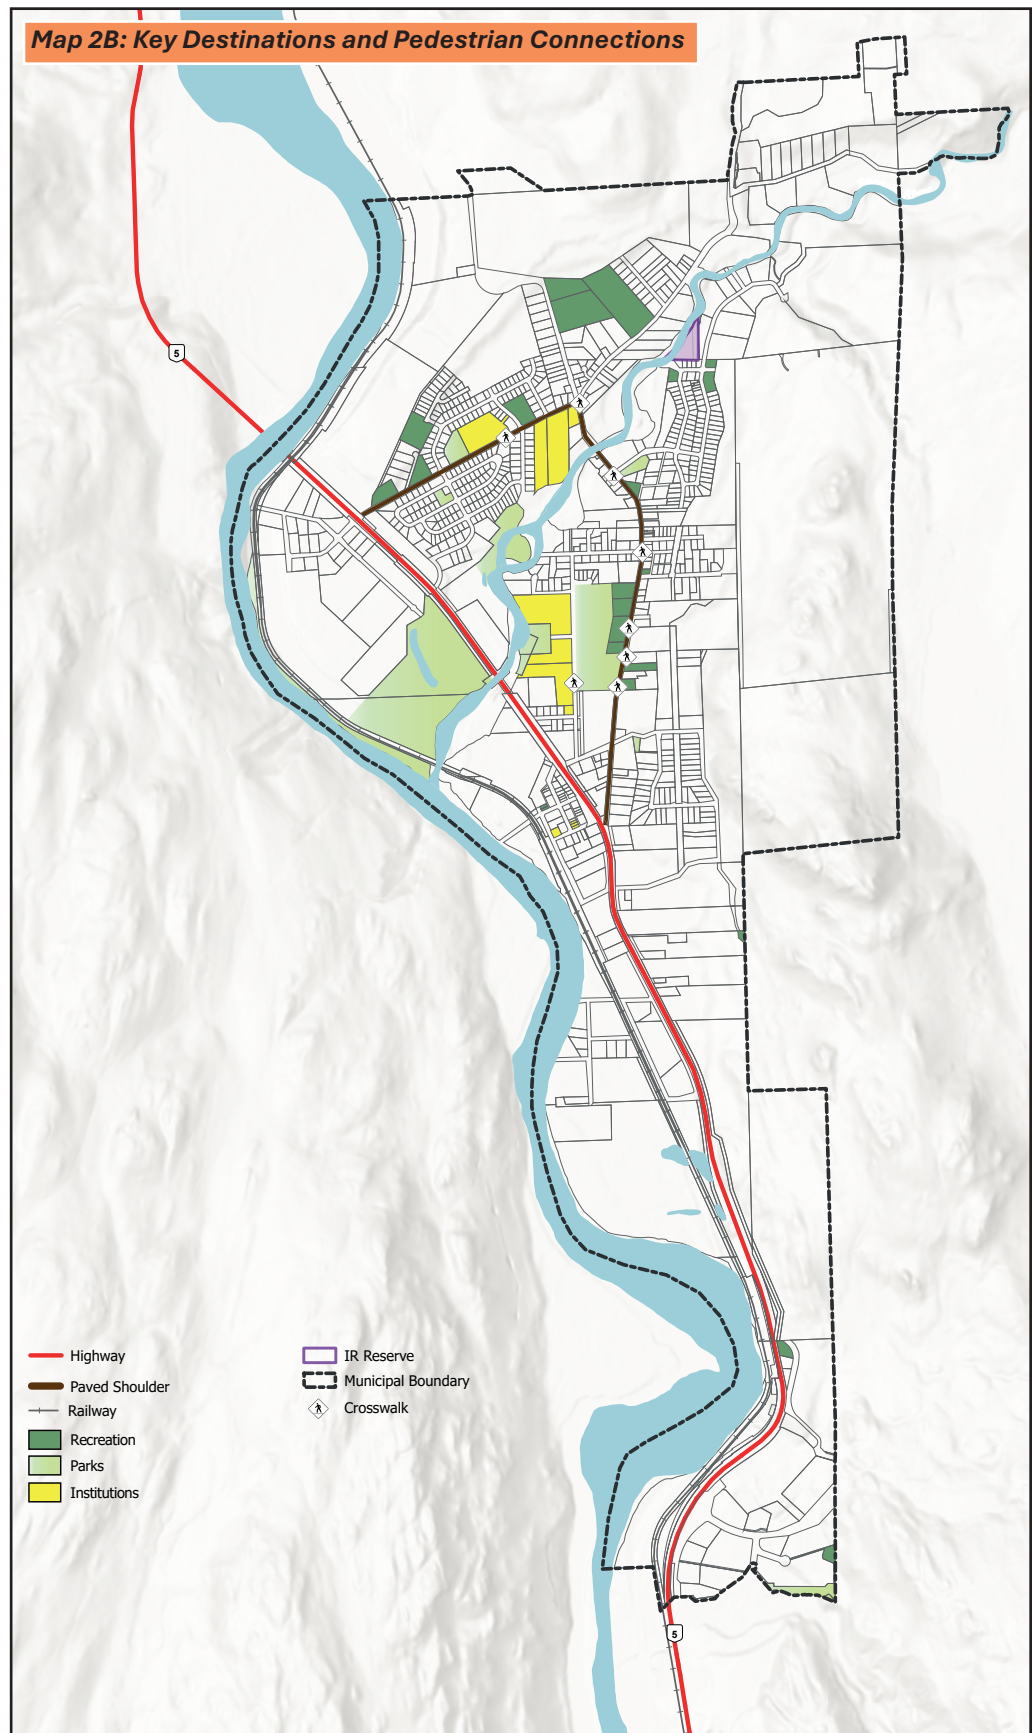 Map 2B: Key Destinations and Pedestrian Connections
5
Highway
Paved Shoulder
Railway
Recreation
Parks
Institutions
IR Reserve
Municipal Boundary
Crosswalk
5